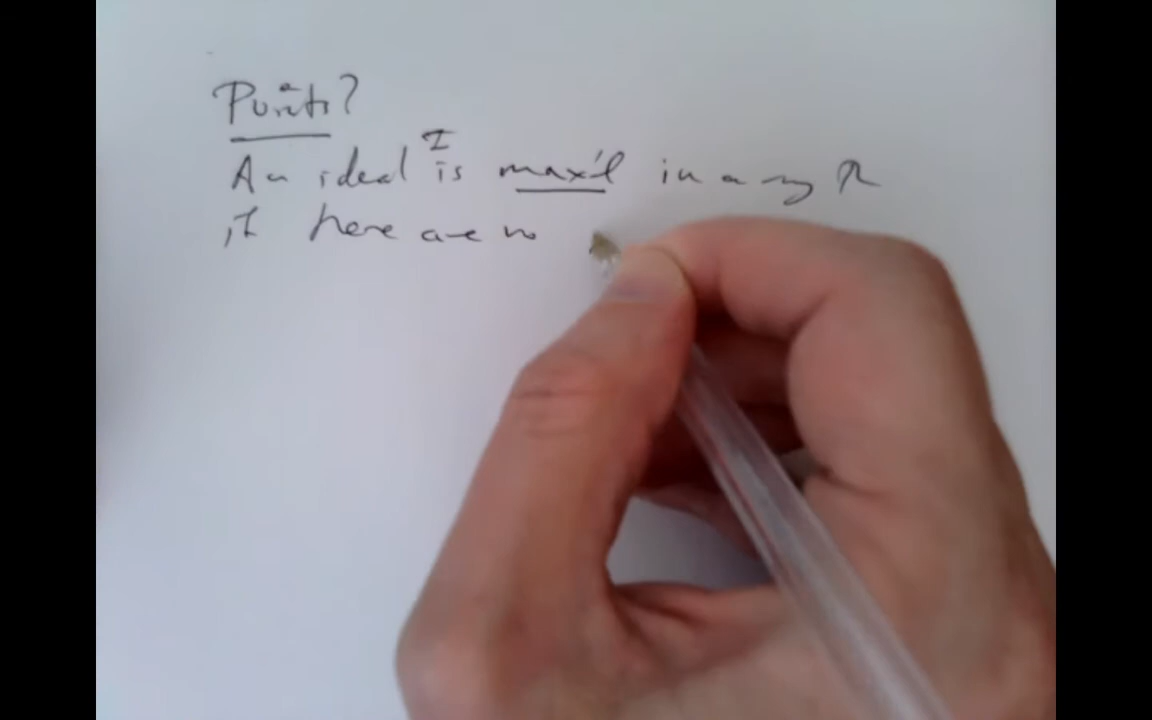 Points?
An ideal I is max'l in a ring R
if there are no